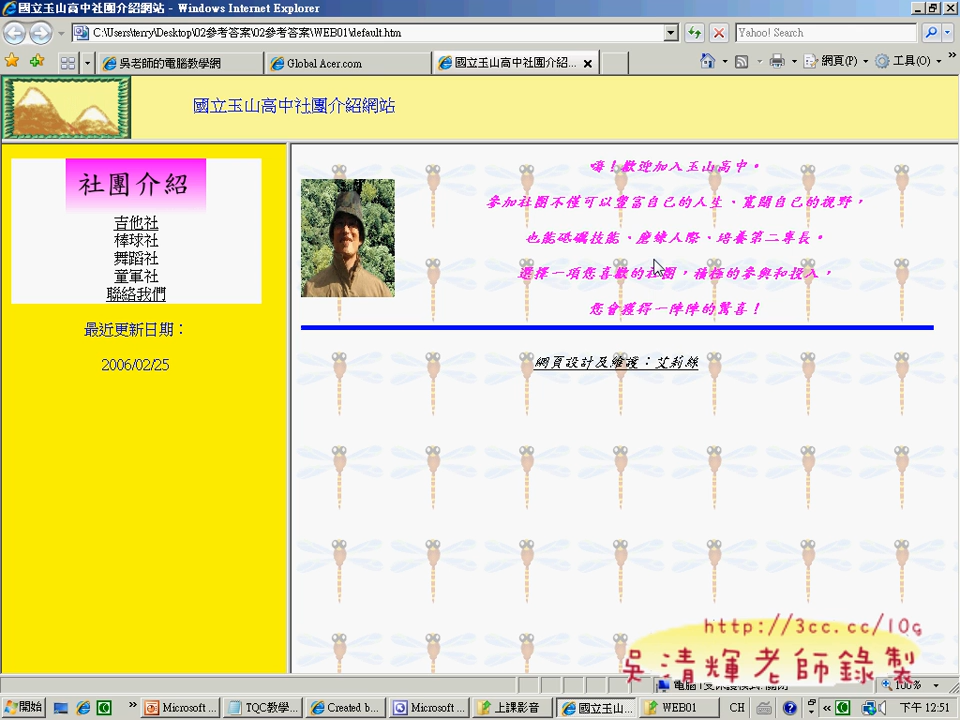 國立玉山高中社團介紹網站 - Windows Internet Explorer
C:\Users\terry\Desktop\02參考答案\02參考答案\WEB01\default.htm
Yahoo! Search
吳老師的電腦教學網
Global Acer.com
國立玉山高中社團介紹...
網頁(P)
工具(O)
國立玉山高中社團介紹網站
社團介紹
吉他社
棒球社
舞蹈社
童軍社
聯絡我們
最近更新日期：
2006/02/25
嗨！歡迎加入玉山高中。
參加社團不僅可以豐富自己的人生、寬闊自己的視野，
也能砥礪技能、磨練人際、培養第二專長。
選擇一項您喜歡的社團，積極的參與和投入，
您會獲得一陣陣的驚喜！
網頁設計及維護：艾莉絲
http://3cc.cc/10g
吳清輝老師錄製
100%
開始
Microsoft ...
TQC教學...
Created b...
Microsoft ...
上課影音
國立玉山...
WEB01
CH
下午 12:51